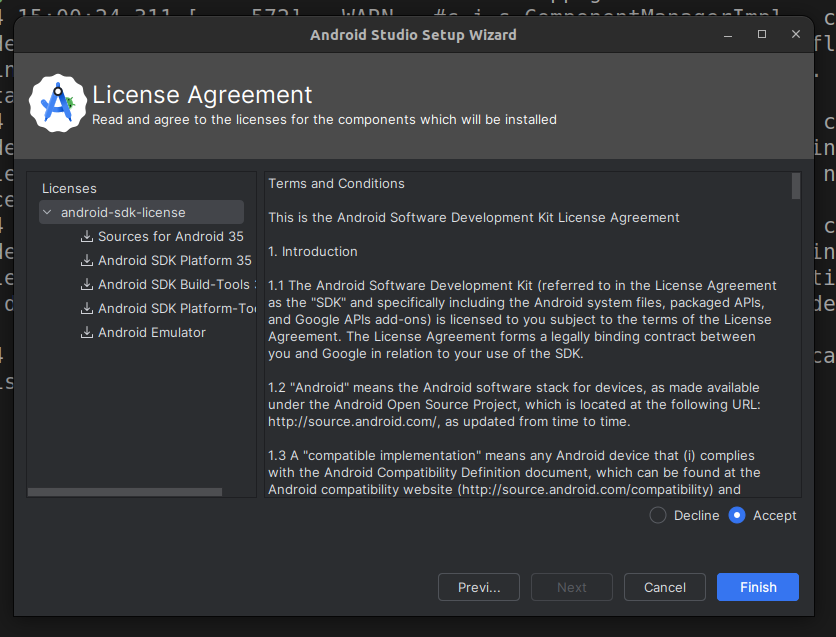 15:00:24,311 [ 572] WARN - #c.i.s.ComponentManagerImpl
Android Studio Setup Wizard
License Agreement
Read and agree to the licenses for the components which will be installed
Licenses
android-sdk-license
Sources for Android 35
Android SDK Platform 35
Android SDK Build-Tools
Android SDK Platform-Too
Android Emulator
Terms and Conditions
This is the Android Software Development Kit License Agreement
1. Introduction
1.1 The Android Software Development Kit (referred to in the License Agreement
as the "SDK" and specifically including the Android system files, packaged APIs,
and Google APIs add-ons) is licensed to you subject to the terms of the License
Agreement. The License Agreement forms a legally binding contract between
you and Google in relation to your use of the SDK.
1.2 "Android" means the Android software stack for devices, as made available
under the Android Open Source Project, which is located at the following URL:
http://source.android.com/, as updated from time to time.
1.3 A "compatible implementation" means any Android device that (i) complies
with the Android Compatibility Definition document, which can be found at the
Android compatibility website (http://source.android.com/compatibility) and
Decline
Accept
Previ...
Next
Cancel
Finish